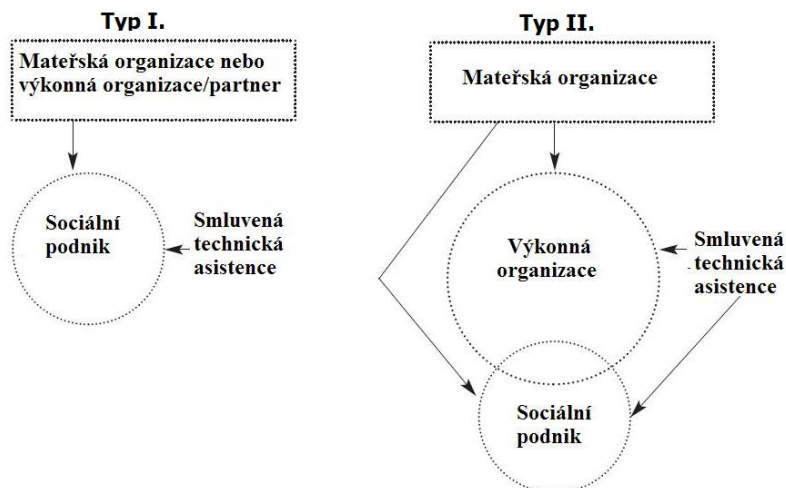 Typ I.
Mateřská organizace nebo
výkonná organizace/partner
Sociální
podnik
Smluvená
technická
asistence
Typ II.
Mateřská organizace
Výkonná
organizace
Smluvená
technická
asistence
Sociální
podnik